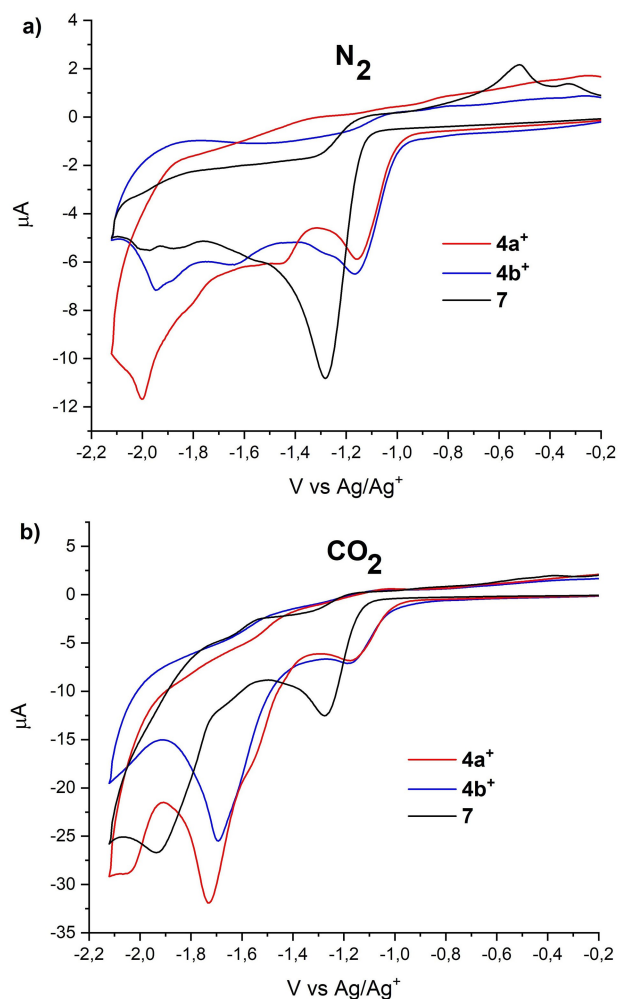 a)
N2
4
2
0
-2
-4
-6
-8
-10
-12
µA
4a+
4b+
7
-2,2 -2,0 -1,8 -1,6 -1,4 -1,2 -1,0 -0,8 -0,6 -0,4 -0,2
V vs Ag/Ag+
b)
CO2
5
0
-5
-10
-15
-20
-25
-30
-35
µA
4a+
4b+
7
-2,2 -2,0 -1,8 -1,6 -1,4 -1,2 -1,0 -0,8 -0,6 -0,4 -0,2
V vs Ag/Ag+